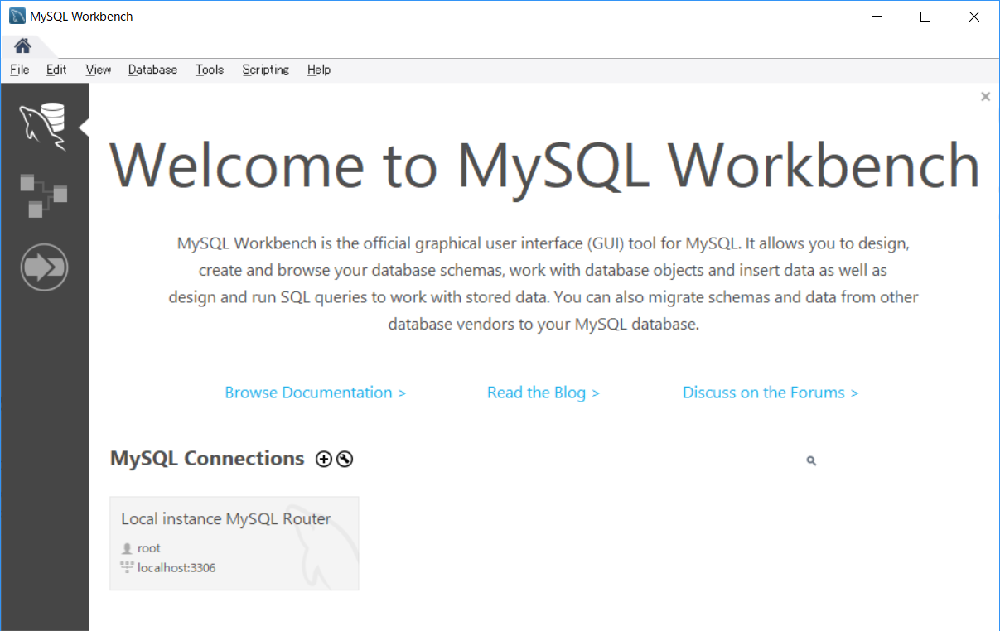 MySQL Workbench
File Edit View Database Tools Scripting Help
Welcome to MySQL Workbench
MySQL Workbench is the official graphical user interface (GUI) tool for MySQL. It allows you to design,
create and browse your database schemas, work with database objects and insert data as well as
design and run SQL queries to work with stored data. You can also migrate schemas and data from other
database vendors to your MySQL database.
Browse Documentation > Read the Blog > Discuss on the Forums >
MySQL Connections
Local instance MySQL Router
root
localhost:3306